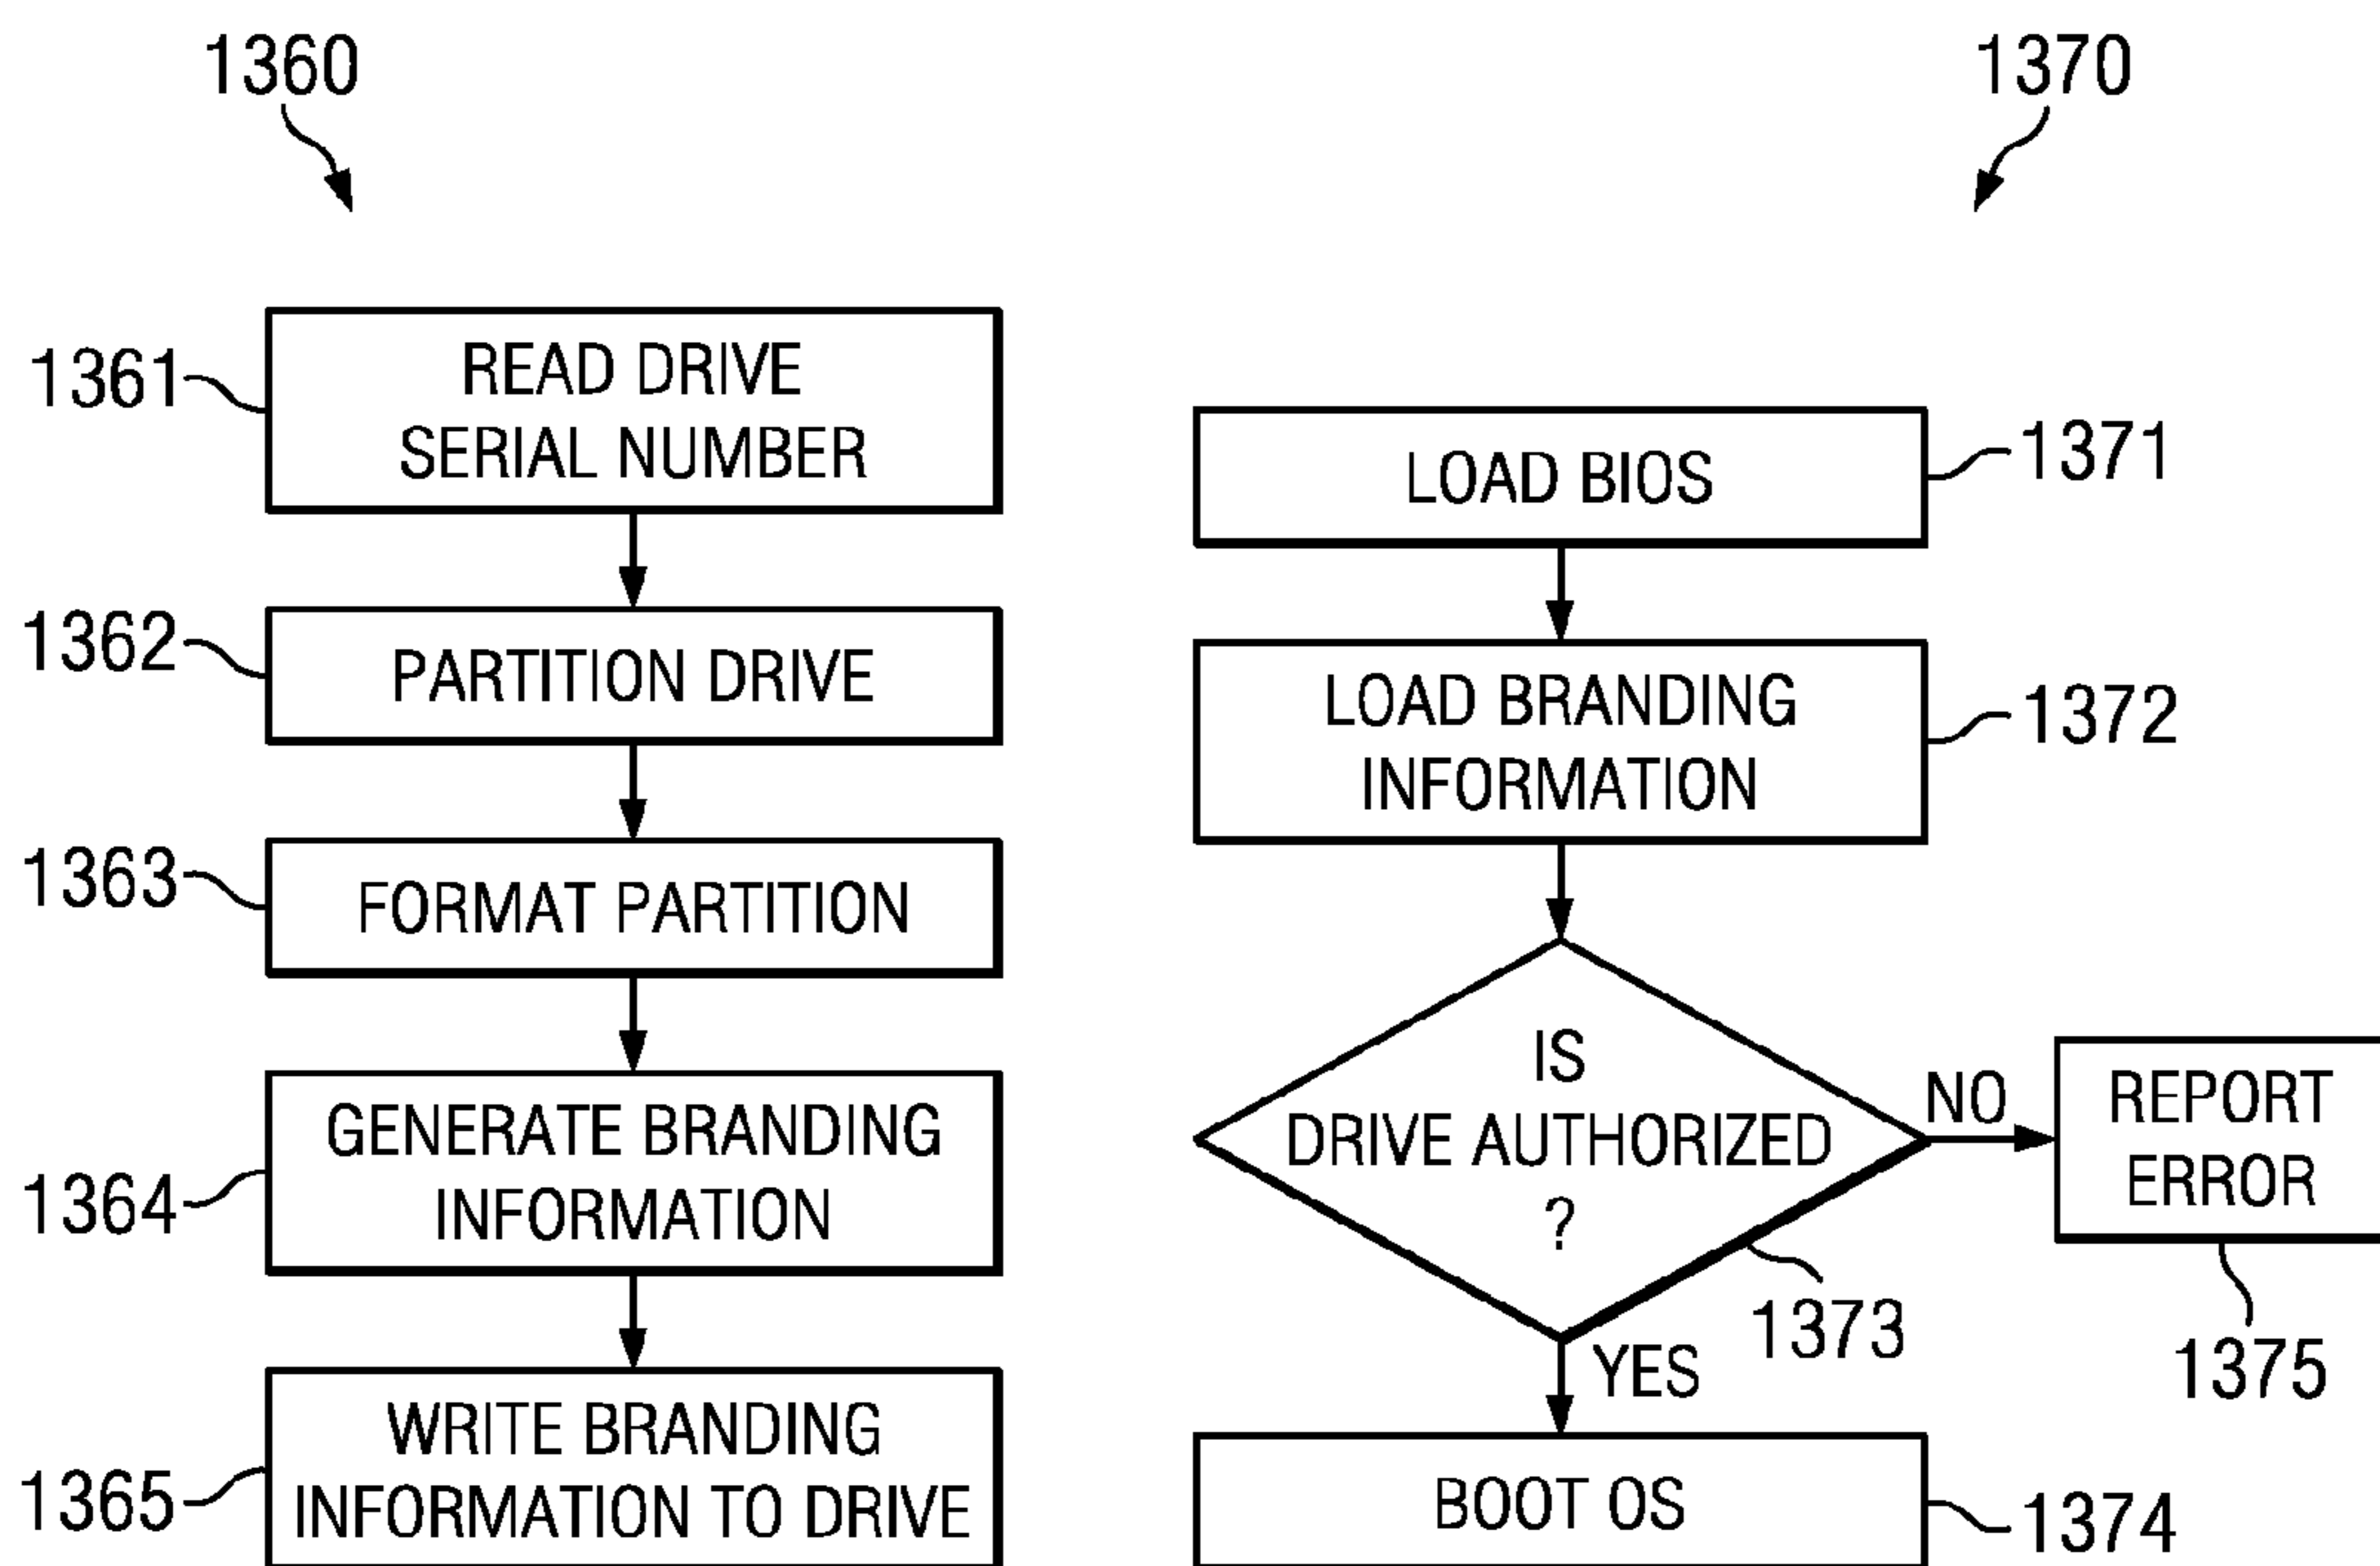 1360
1361
READ DRIVE
SERIAL NUMBER
1362
PARTITION DRIVE
1363
FORMAT PARTITION
1364
GENERATE BRANDING
INFORMATION
1365
WRITE BRANDING
INFORMATION TO DRIVE
1370
LOAD BIOS
1371
LOAD BRANDING
INFORMATION
1372
IS
DRIVE AUTHORIZED
?
1373
NO
REPORT
ERROR
1375
YES
BOOT OS
1374